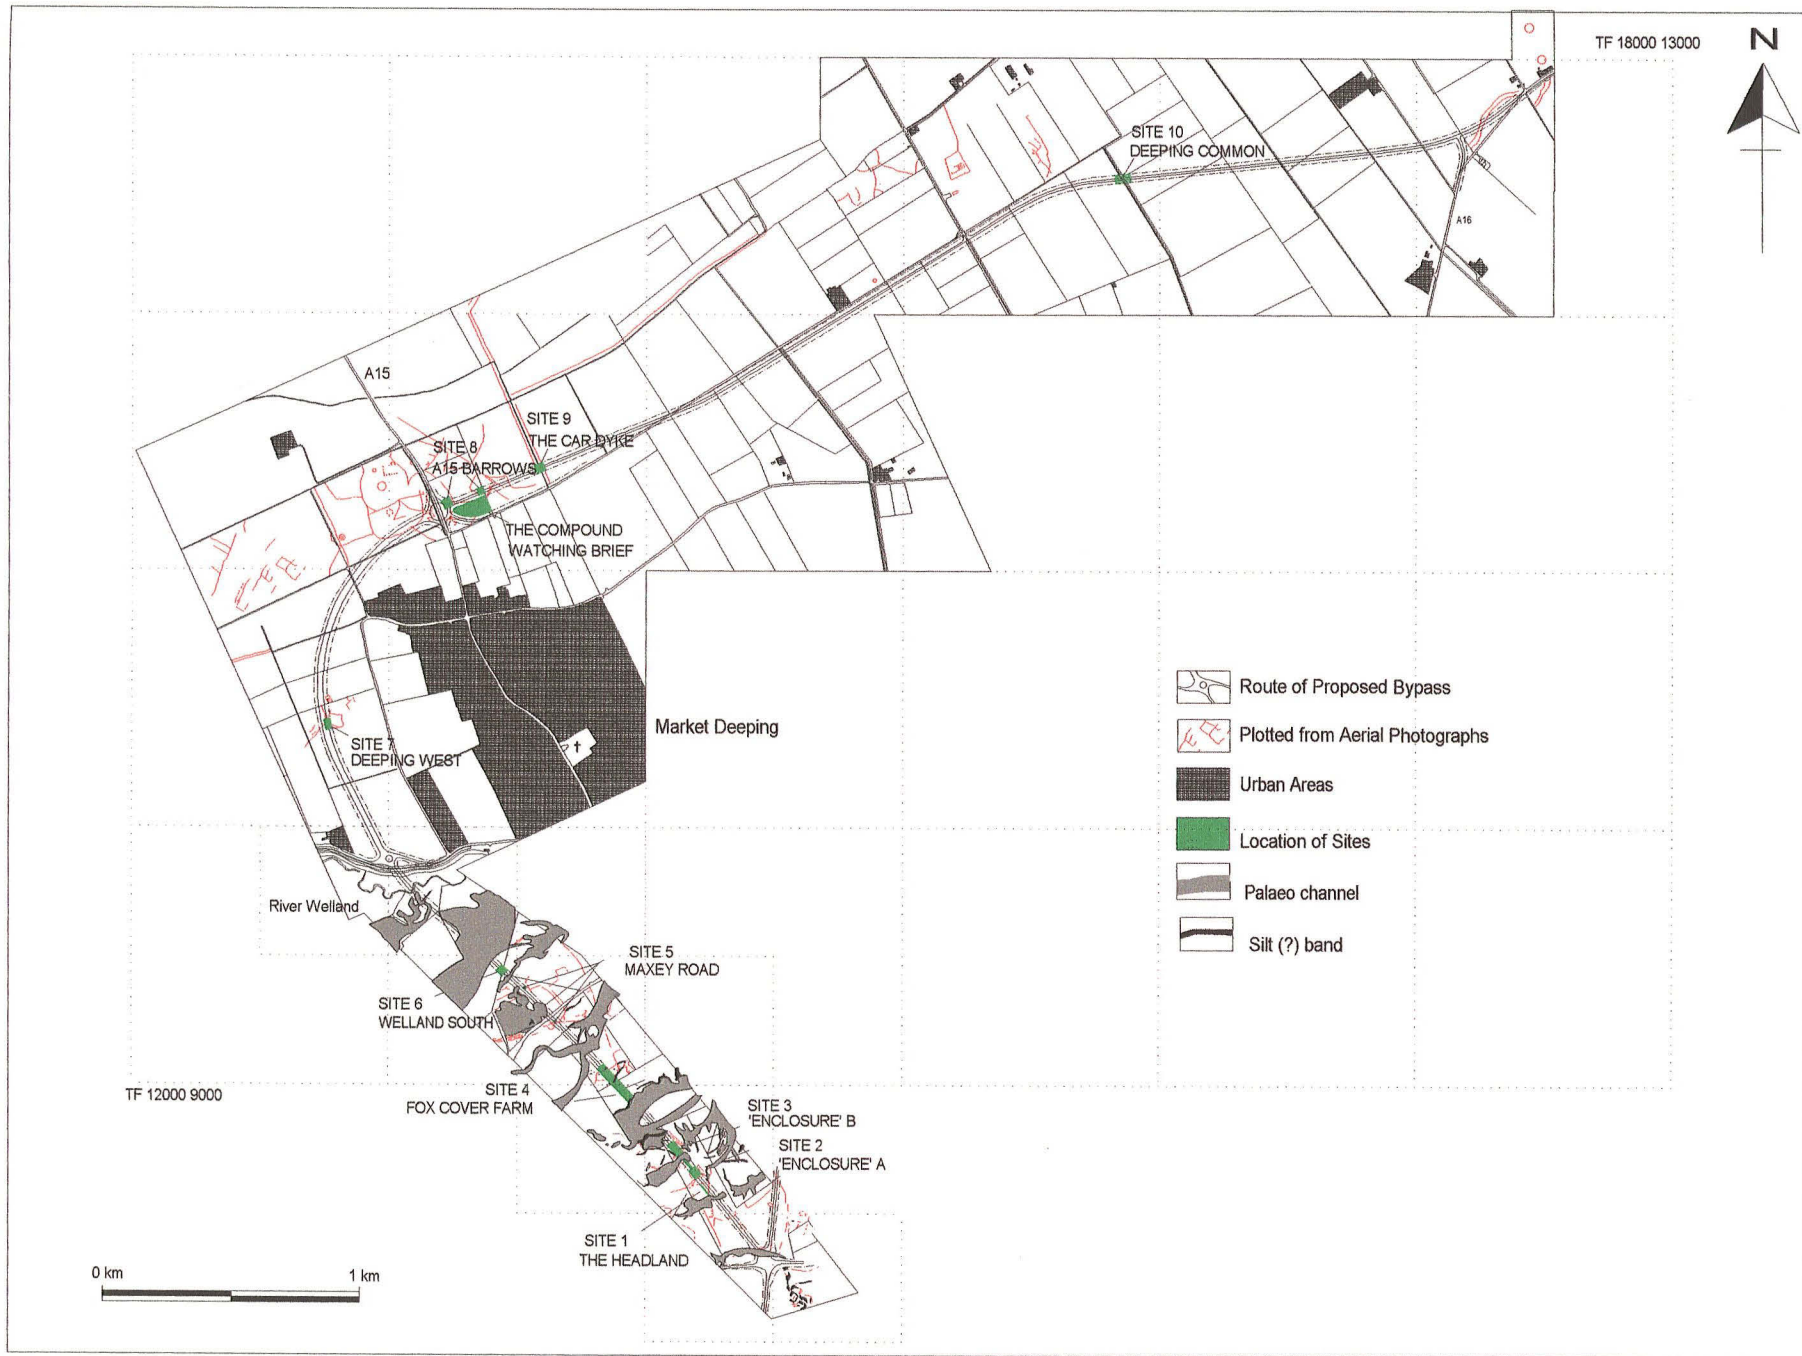 TF 18000 13000
N
SITE 10
DEEPING COMMON
A16
A15
SITE 9
THE CAR DYKE
SITE 8
A15 BARROWS
THE COMPOUND
WATCHING BRIEF
Market Deeping
SITE 7
DEEPING WEST
Route of Proposed Bypass
Plotted from Aerial Photographs
Urban Areas
Location of Sites
Palaeo channel
Silt (?) band
River Welland
SITE 5
MAXEY ROAD
SITE 6
WELLAND SOUTH
TF 12000 9000
SITE 4
FOX COVER FARM
SITE 3
'ENCLOSURE' B
SITE 2
'ENCLOSURE' A
SITE 1
THE HEADLAND
0 km
1 km